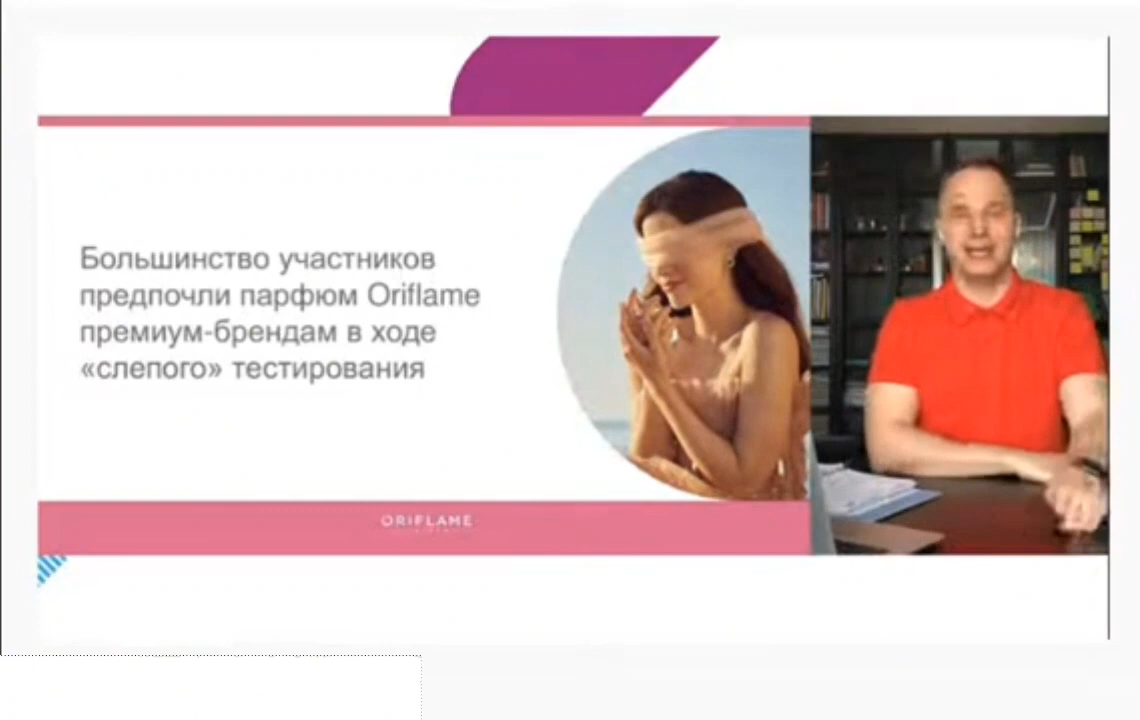 Большинство участников
предпочли парфюм Oriflame
премиум-брендам в ходе
«слепого» тестирования
ORIFLAME